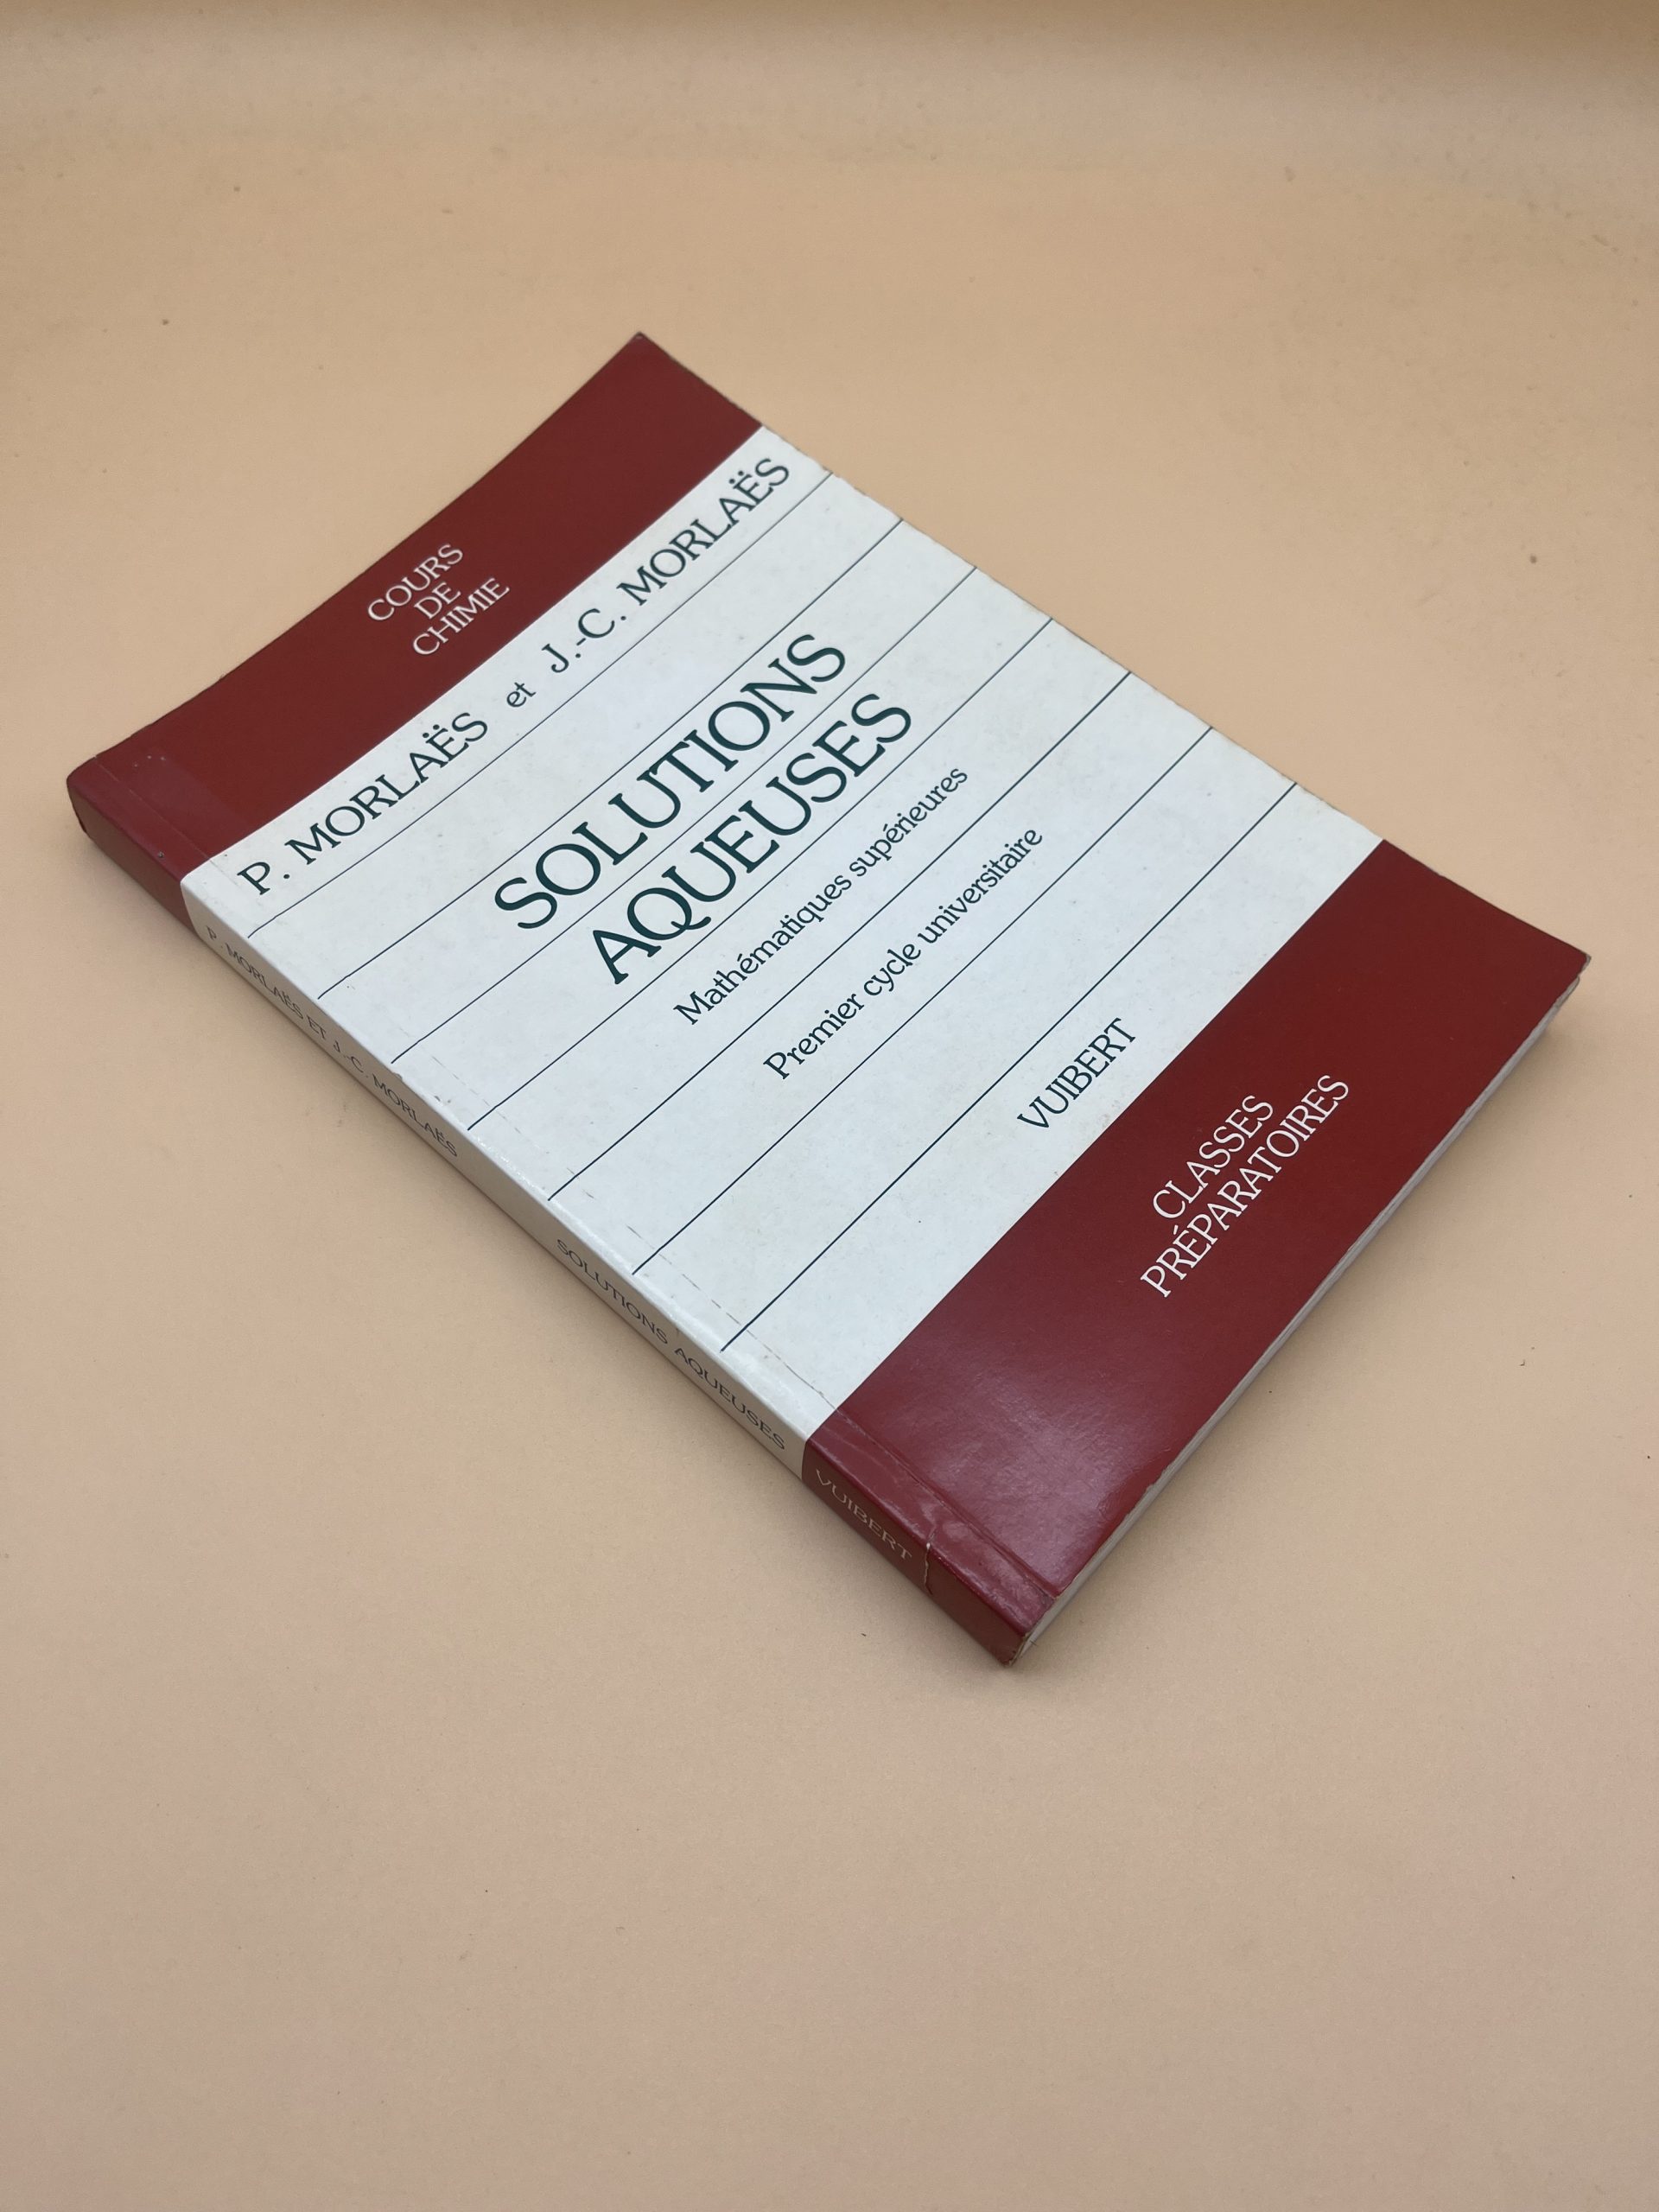 COURS
DE
CHIMIE
P. MORLAËS et J.-C. MORLAËS
SOLUTIONS
AQUEUSES
Mathématiques supérieures
Premier cycle universitaire
VUIBERT
CLASSES
PRÉPARATOIRES
P. MORLAËS ET J.-C. MORLAËS SOLUTIONS AQUEUSES VUIBERT